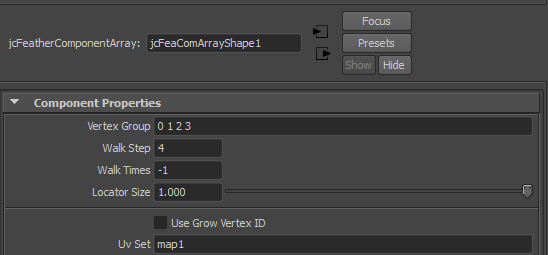 Focus
jcFeatherComponentArray: jcFeaComArrayShape1
Presets
Show Hide
Component Properties
Vertex Group 0 1 2 3
Walk Step 4
Walk Times -1
Locator Size 1.000
Use Grow Vertex ID
Uv Set map1